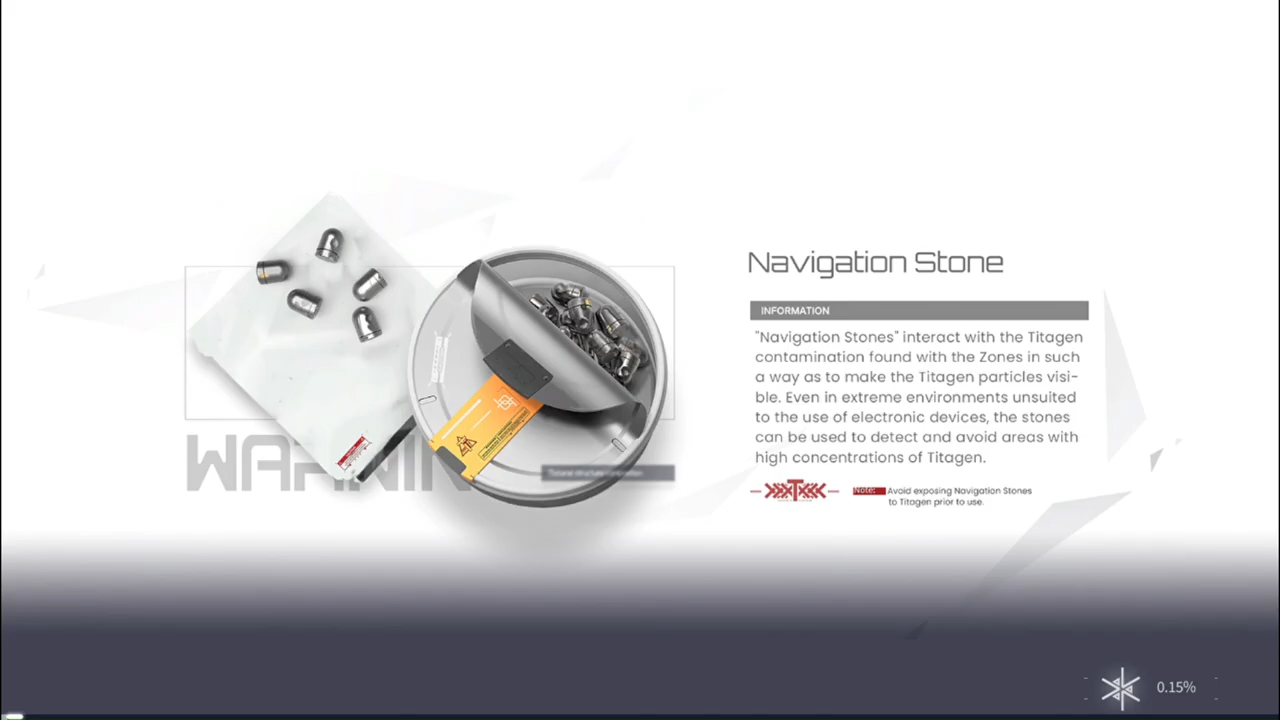 Navigation Stone
INFORMATION
"Navigation Stones" interact with the Titagen
contamination found with the Zones in such
a way as to make the Titagen particles visi-
ble. Even in extreme environments unsuited
to the use of electronic devices, the stones
can be used to detect and avoid areas with
high concentrations of Titagen.
Note: Avoid exposing Navigation Stones
to Titagen prior to use.
WARNIN
0.15%